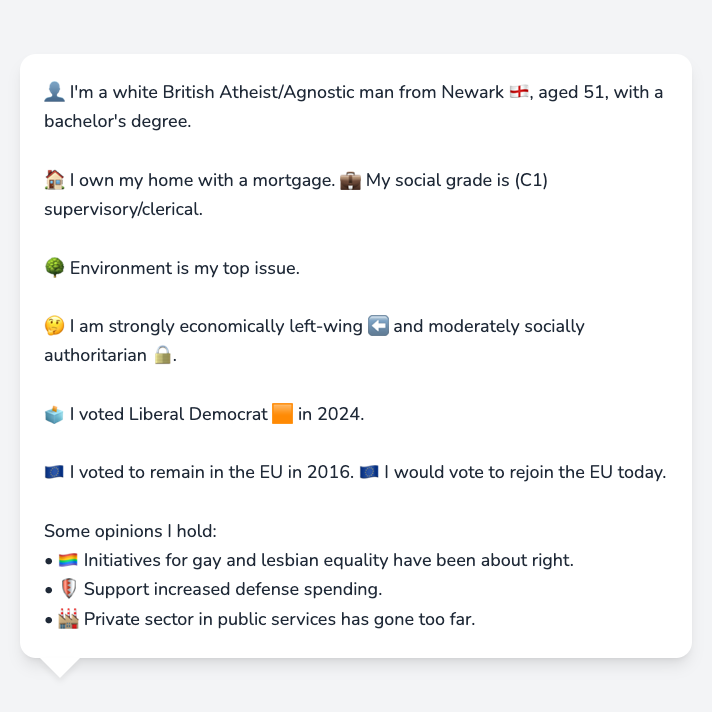 👤 I'm a white British Atheist/Agnostic man from Newark 🏴󠁧󠁢󠁥󠁮󠁧󠁿, aged 51, with a
bachelor's degree.
🏠 I own my home with a mortgage. 💼 My social grade is (C1)
supervisory/clerical.
🌳 Environment is my top issue.
🤔 I am strongly economically left-wing ⬅️ and moderately socially
authoritarian 🔒.
🗳️ I voted Liberal Democrat 🟧 in 2024.
🇪🇺 I voted to remain in the EU in 2016. 🇪🇺 I would vote to rejoin the EU today.
Some opinions I hold:
• 🏳️‍🌈 Initiatives for gay and lesbian equality have been about right.
• 🛡️ Support increased defense spending.
• 🏭 Private sector in public services has gone too far.